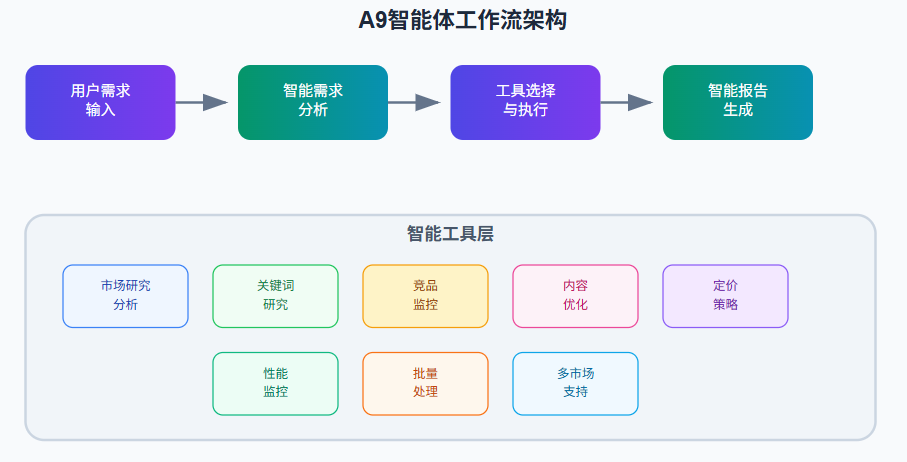 A9智能体工作流架构
用户需求
输入
智能需求
分析
工具选择
与执行
智能报告
生成
智能工具层
市场研究
分析
关键词
研究
竞品
监控
内容
优化
定价
策略
性能
监控
批量
处理
多市场
支持